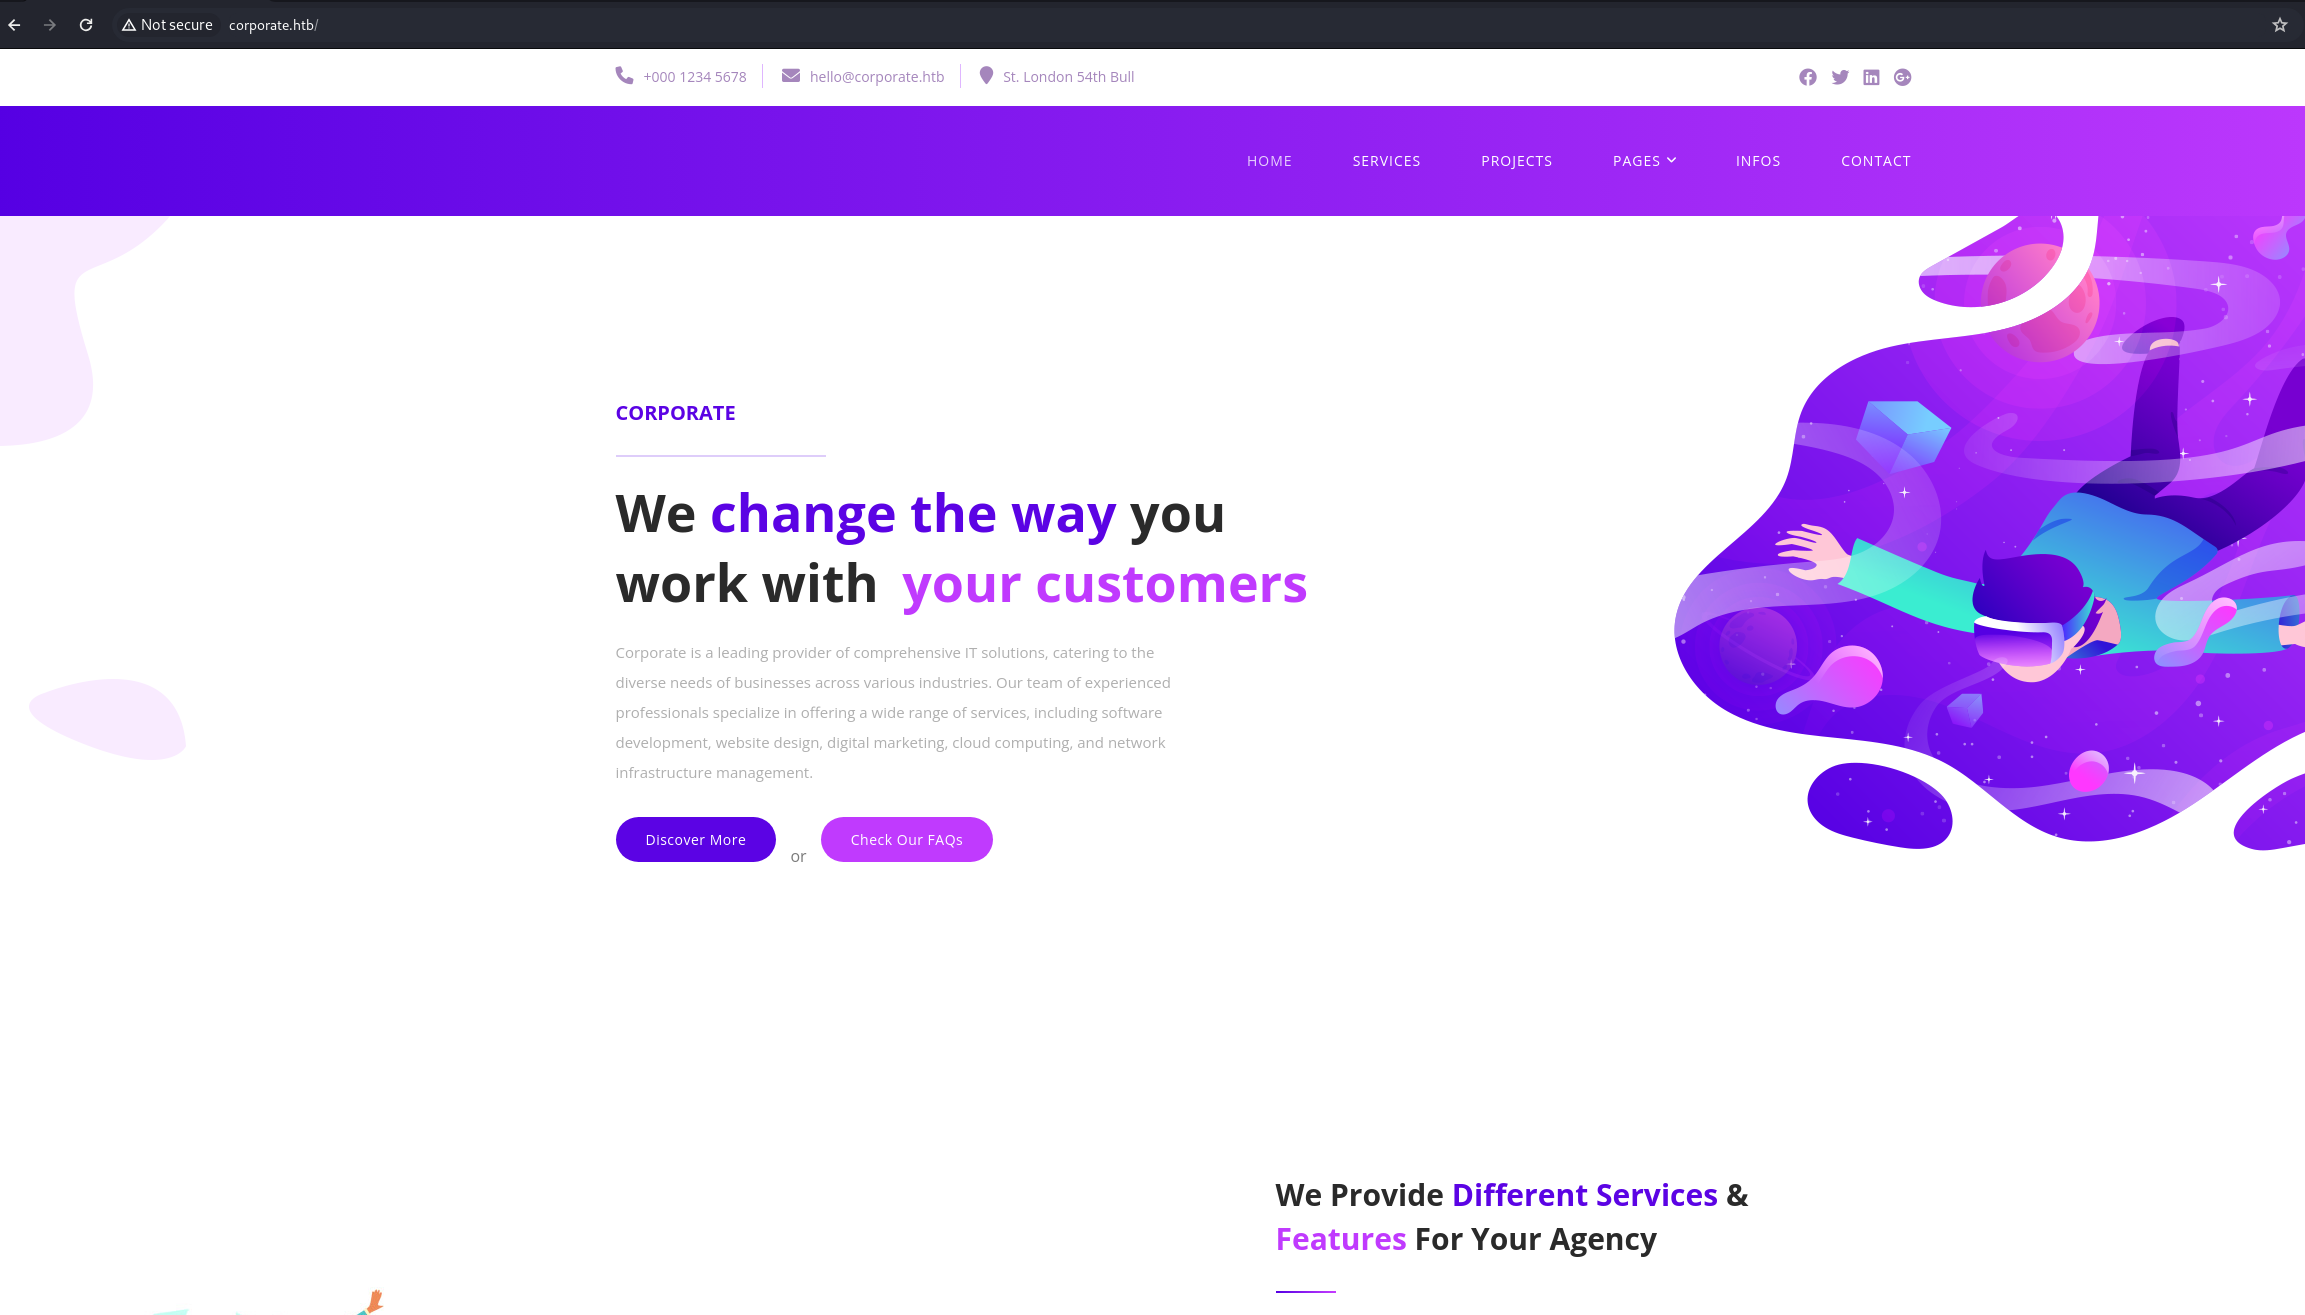 Not secure corporate.htb/
+000 1234 5678 hello@corporate.htb St. London 54th Bull
HOME SERVICES PROJECTS PAGES INFOS CONTACT
CORPORATE
We change the way you
work with your customers
Corporate is a leading provider of comprehensive IT solutions, catering to the
diverse needs of businesses across various industries. Our team of experienced
professionals specialize in offering a wide range of services, including software
development, website design, digital marketing, cloud computing, and network
infrastructure management.
Discover More or Check Our FAQs
We Provide Different Services &
Features For Your Agency